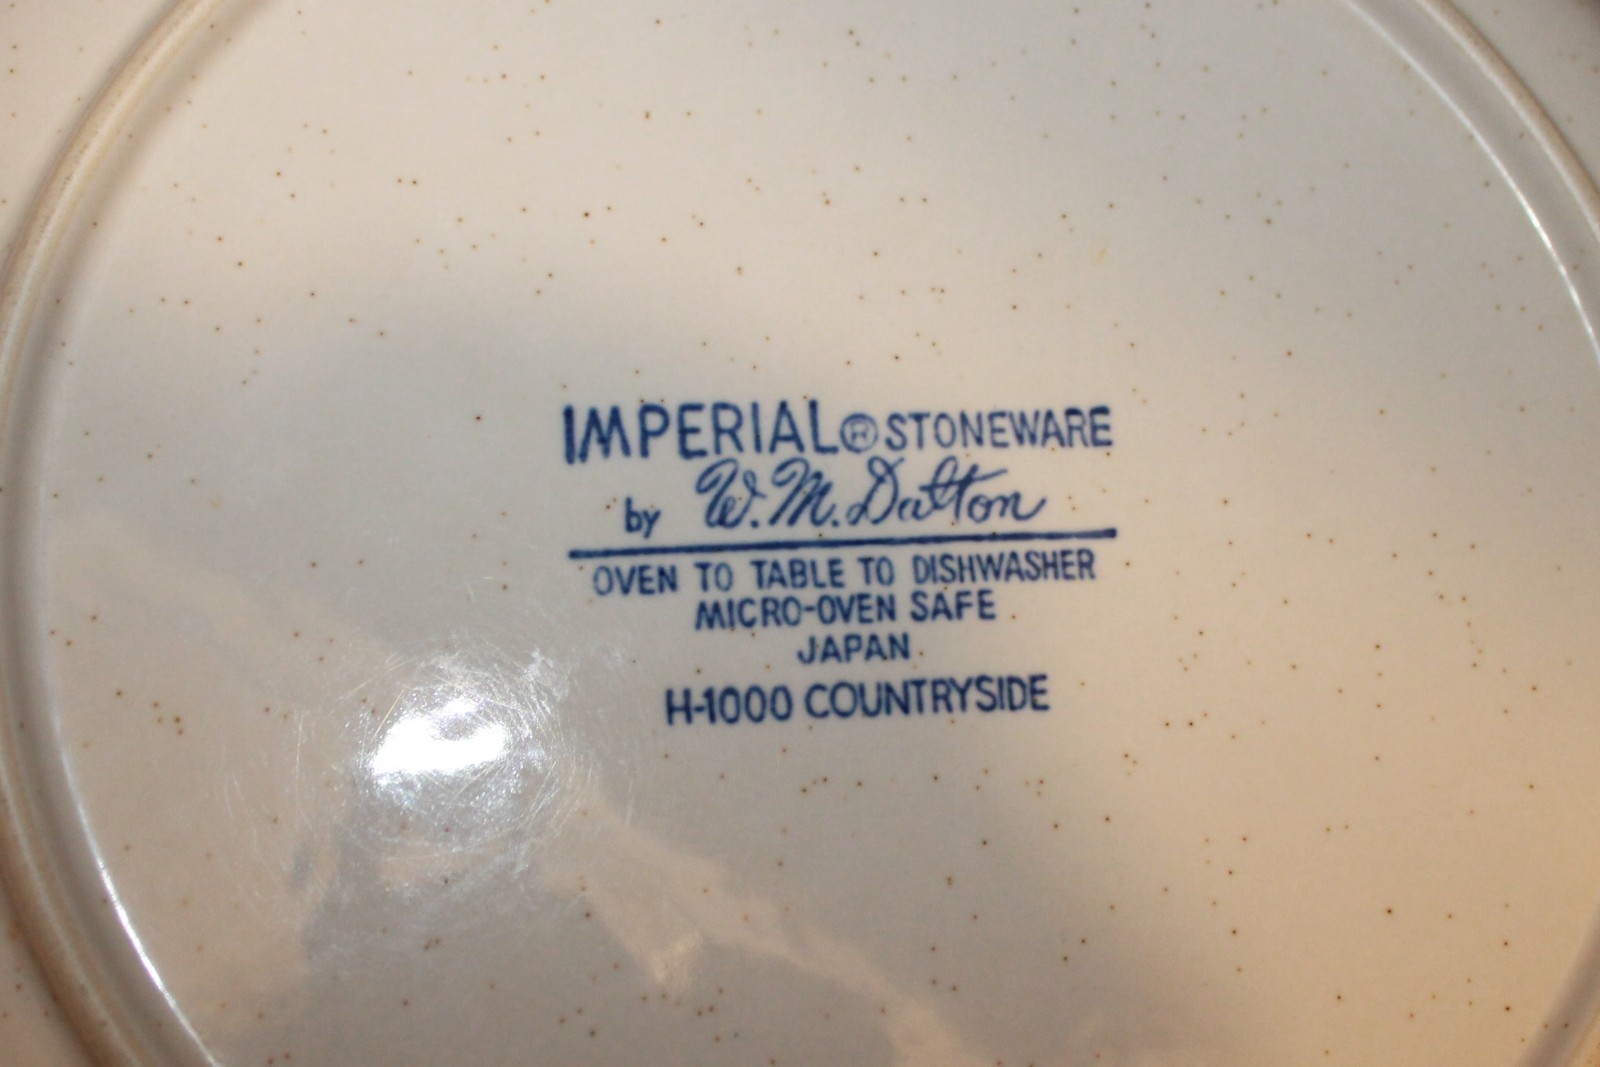 IMPERIAL® STONEWARE
by W. M. Dalton
OVEN TO TABLE TO DISHWASHER
MICRO-OVEN SAFE
JAPAN
H-1000 COUNTRYSIDE